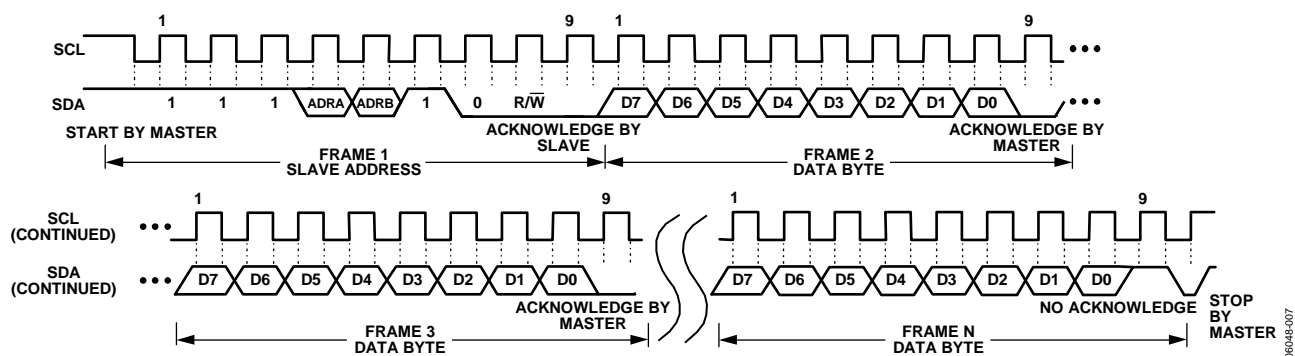 1 9 1 9
SCL
SDA 1 1 1 ADRA ADRB 1 0 R/W̅ D7 D6 D5 D4 D3 D2 D1 D0
START BY MASTER
ACKNOWLEDGE BY
SLAVE
ACKNOWLEDGE BY
MASTER
FRAME 1
SLAVE ADDRESS
FRAME 2
DATA BYTE
1 9 1 9
SCL
(CONTINUED)
SDA
(CONTINUED)
D7 D6 D5 D4 D3 D2 D1 D0
D7 D6 D5 D4 D3 D2 D1 D0
ACKNOWLEDGE BY
MASTER
NO ACKNOWLEDGE
STOP
BY
MASTER
FRAME 3
DATA BYTE
FRAME N
DATA BYTE
06048-007